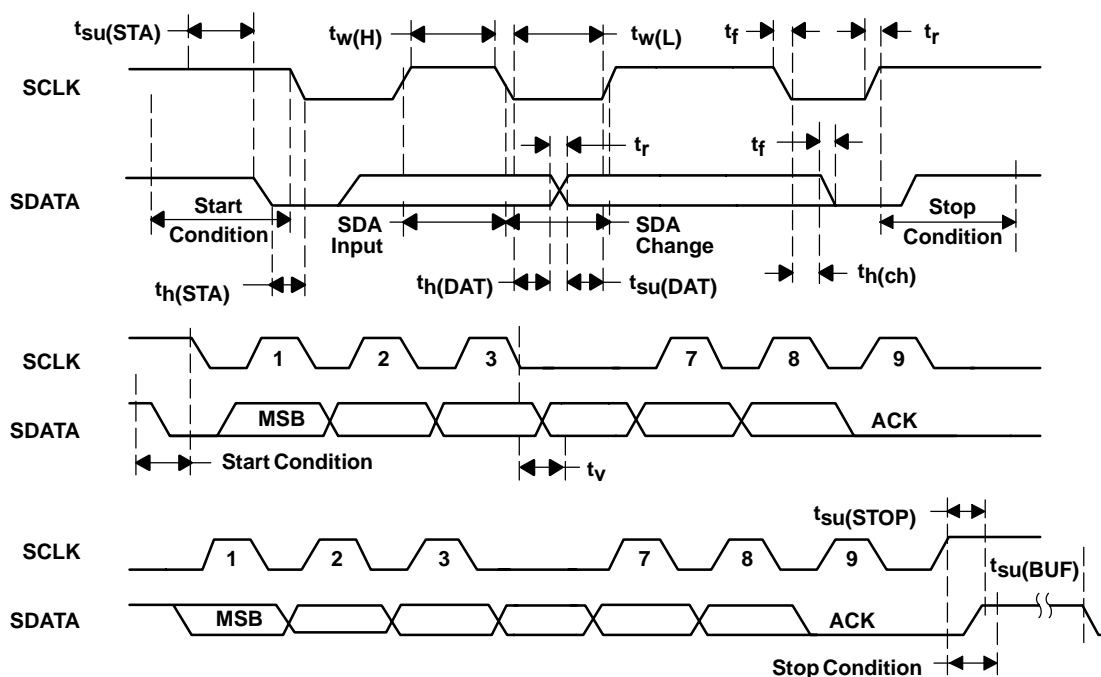 tsu(STA)
tw(H)
tw(L)
tf
tr
SCLK
tr
tf
SDATA
Start
Condition
SDA
Input
SDA
Change
Stop
Condition
th(STA)
th(DAT)
tsu(DAT)
th(ch)
SCLK
1
2
3
7
8
9
SDATA
MSB
ACK
Start Condition
tv
tsu(STOP)
SCLK
1
2
3
7
8
9
tsu(BUF)
SDATA
MSB
ACK
Stop Condition